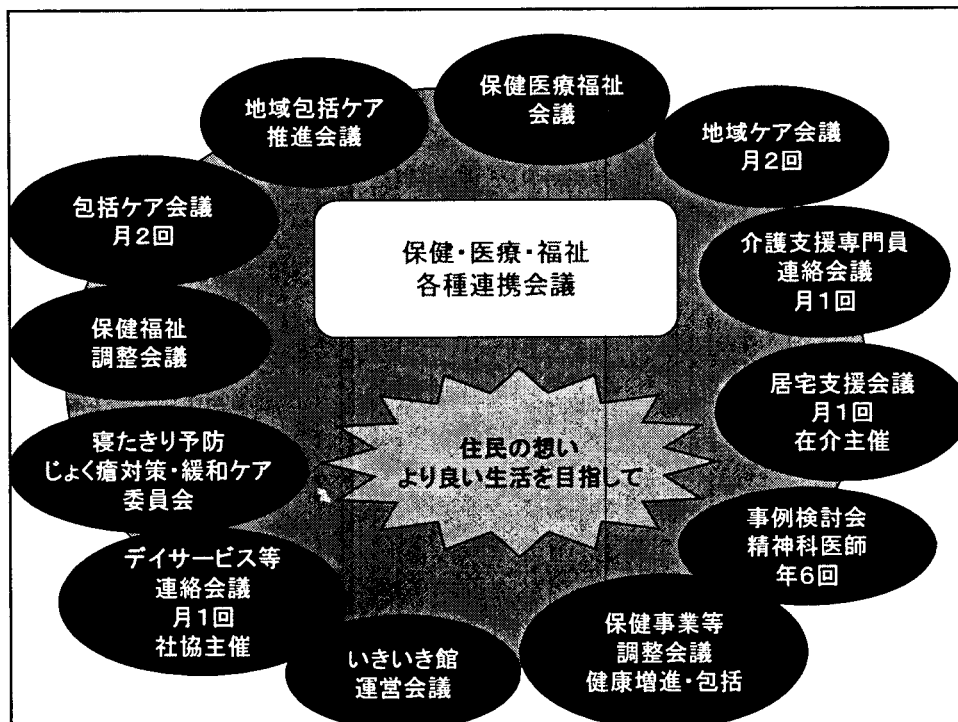 保健医療福祉
会議
地域包括ケア
推進会議
地域ケア会議
月2回
包括ケア会議
月2回
保健・医療・福祉
各種連携会議
介護支援専門員
連絡会議
月1回
保健福祉
調整会議
居宅支援会議
月1回
在介主催
住民の想い
より良い生活を目指して
寝たきり予防
じょく瘡対策・緩和ケア
委員会
事例検討会
精神科医師
年6回
デイサービス等
連絡会議
月1回
社協主催
保健事業等
調整会議
健康増進・包括
いきいき館
運営会議